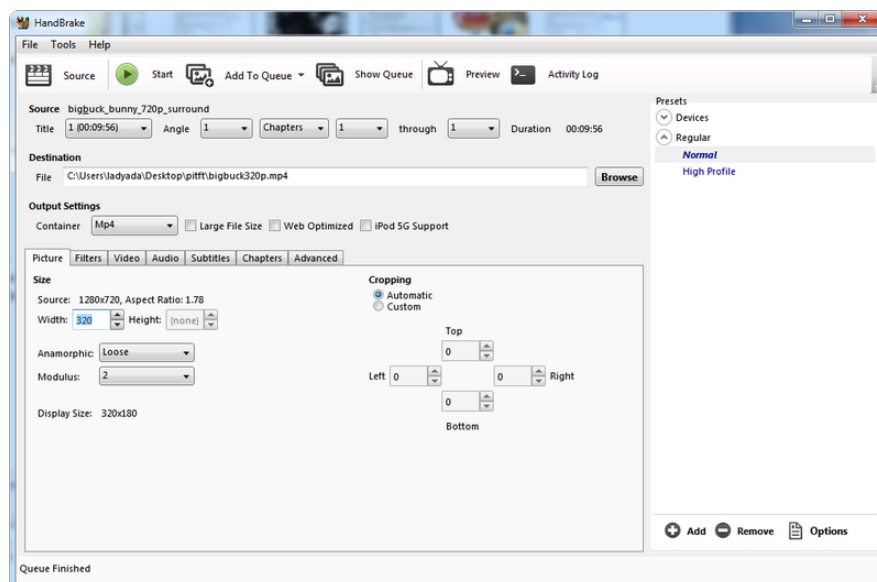 HandBrake
File Tools Help
Source Start Add To Queue Show Queue Preview Activity Log
Source bigbuck_bunny_720p_surround
Title 1 (00:09:56) Angle 1 Chapters 1 through 1 Duration 00:09:56
Destination
File C:\Users\ladyada\Desktop\pitft\bigbuck320p.mp4 Browse
Output Settings
Container Mp4 Large File Size Web Optimized iPod 5G Support
Picture Filters Video Audio Subtitles Chapters Advanced
Size
Source: 1280x720, Aspect Ratio: 1.78
Width: 320 Height: (none)
Anamorphic: Loose
Modulus: 2
Display Size: 320x180
Cropping
Automatic
Custom
Top
0
Left 0 0 Right
0
Bottom
Presets
Devices
Regular
Normal
High Profile
Add Remove Options
Queue Finished